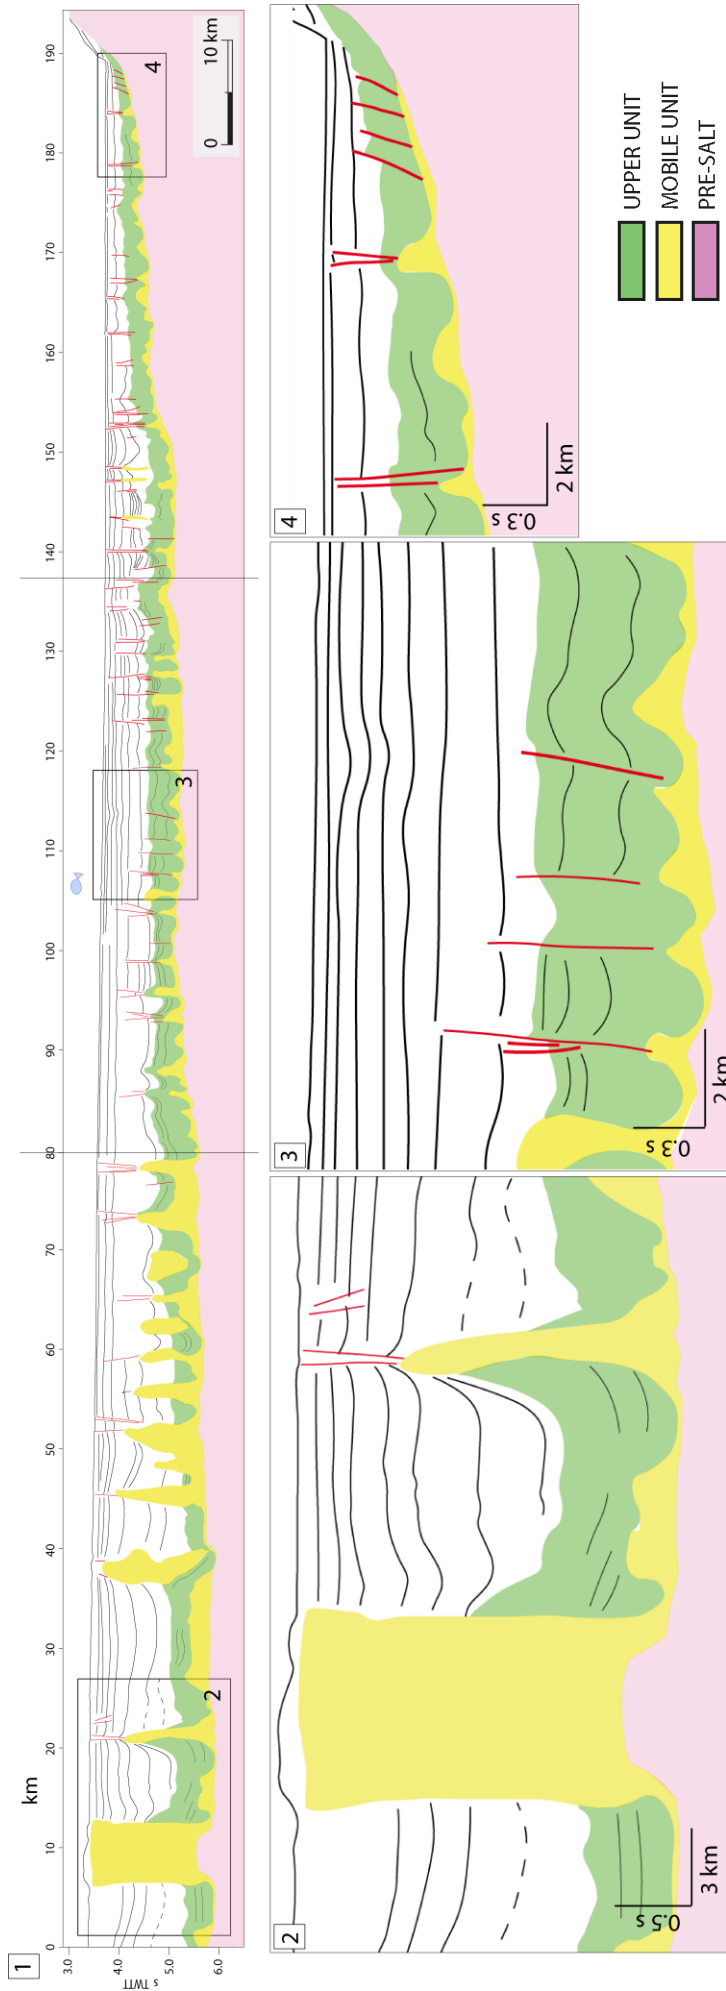 1
km
0 10 20 30 40 50 60 70 80 90 100 110 120 130 140 150 160 170 180 190
3.0
4.0
5.0
s TWTT
2
3
4
0 10 km
2
0.5 s
3 km
3
0.3 s
2 km
4
0.3 s
2 km
UPPER UNIT
MOBILE UNIT
PRE-SALT